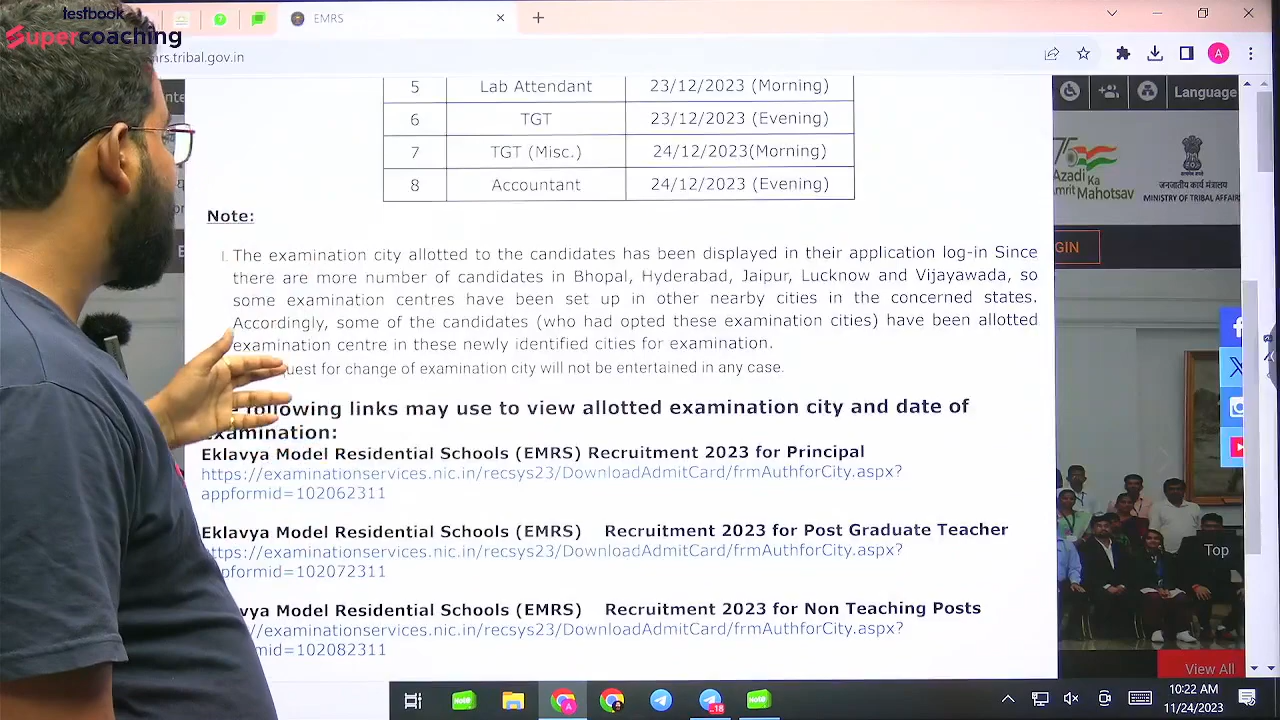 testbook
Supercoaching
EMRS
rs.tribal.gov.in
Language
5 Lab Attendant 23/12/2023 (Morning)
6 TGT 23/12/2023 (Evening)
7 TGT (Misc.) 24/12/2023(Morning)
8 Accountant 24/12/2023 (Evening)
Azadi Ka
Amrit Mahotsav
जनजातीय कार्य मंत्रालय
MINISTRY OF TRIBAL AFFAIR
GIN
Note:
I. The examination city allotted to the candidates has been displayed in their application log-in Since
there are more number of candidates in Bhopal, Hyderabad, Jaipur, Lucknow and Vijayawada, so
some examination centres have been set up in other nearby cities in the concerned states.
Accordingly, some of the candidates (who had opted these examination cities) have been allotted
examination centre in these newly identified cities for examination.
uest for change of examination city will not be entertained in any case.
following links may use to view allotted examination city and date of
examination:
Eklavya Model Residential Schools (EMRS) Recruitment 2023 for Principal
https://examinationservices.nic.in/recsys23/DownloadAdmitCard/frmAuthforCity.aspx?
appformid=102062311
Eklavya Model Residential Schools (EMRS) Recruitment 2023 for Post Graduate Teacher
https://examinationservices.nic.in/recsys23/DownloadAdmitCard/frmAuthforCity.aspx?
ppformid=102072311
vya Model Residential Schools (EMRS) Recruitment 2023 for Non Teaching Posts
//examinationservices.nic.in/recsys23/DownloadAdmitCard/frmAuthforCity.aspx?
mid=102082311
Top
View All
Note
18
Note
10:22 AM
11/24/2023